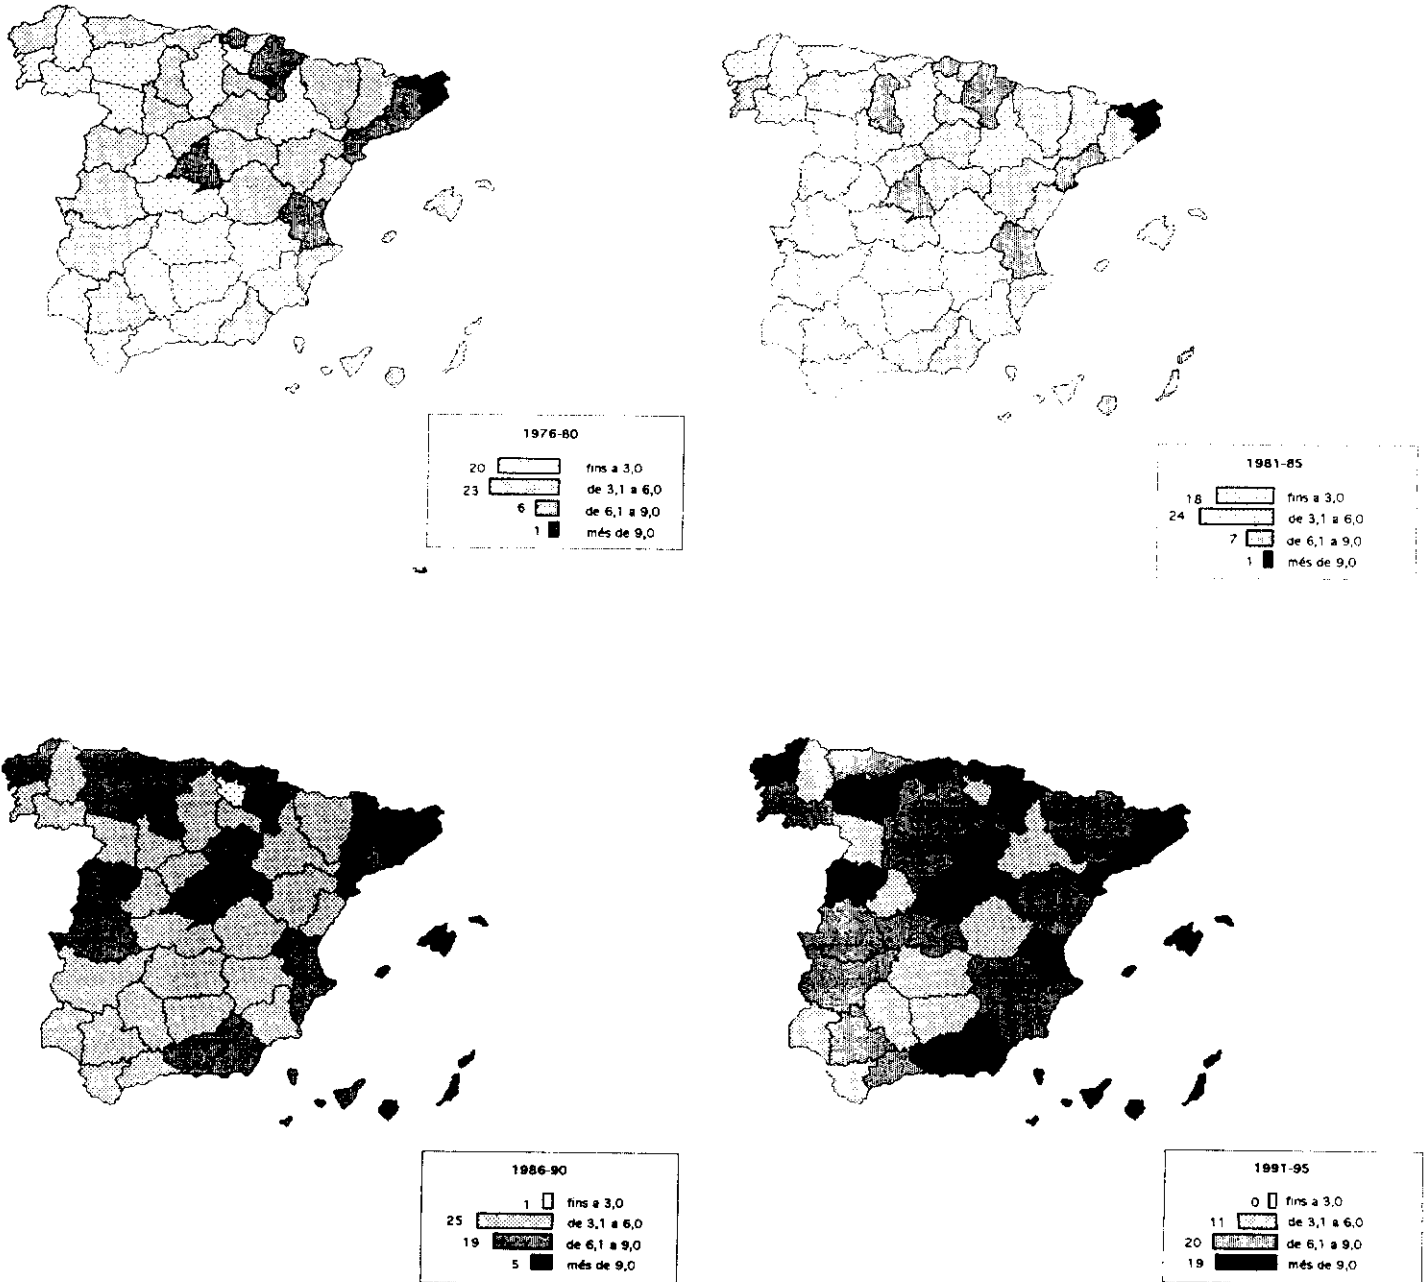 1976-80
20 fins a 3,0
23 de 3,1 a 6,0
6 de 6,1 a 9,0
1 més de 9,0
1981-85
18 fins a 3,0
24 de 3,1 a 6,0
7 de 6,1 a 9,0
1 més de 9,0
1986-90
1 fins a 3,0
25 de 3,1 a 6,0
19 de 6,1 a 9,0
5 més de 9,0
1991-95
0 fins a 3,0
11 de 3,1 a 6,0
20 de 6,1 a 9,0
19 més de 9,0